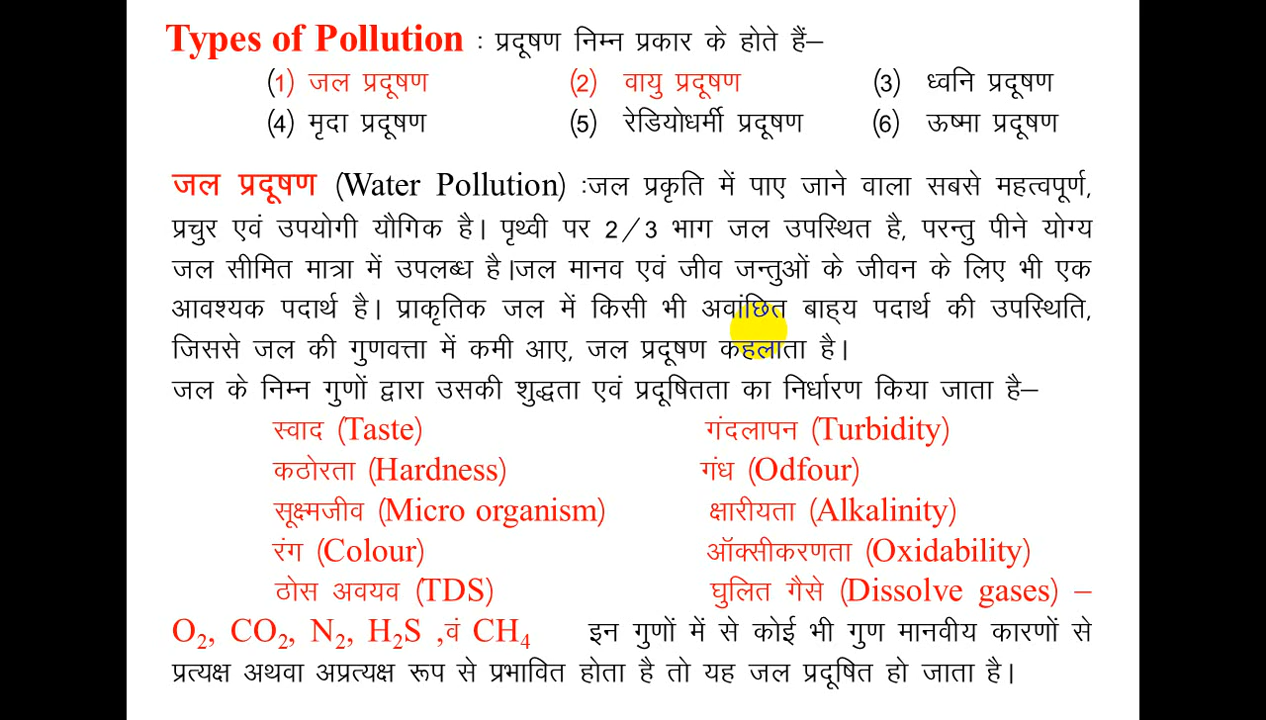 Types of Pollution : प्रदूषण निम्न प्रकार के होते हैं–
(1) जल प्रदूषण (2) वायु प्रदूषण (3) ध्वनि प्रदूषण
(4) मृदा प्रदूषण (5) रेडियोधर्मी प्रदूषण (6) ऊष्मा प्रदूषण
जल प्रदूषण (Water Pollution) :जल प्रकृति में पाए जाने वाला सबसे महत्वपूर्ण,
प्रचुर एवं उपयोगी यौगिक है। पृथ्वी पर 2/3 भाग जल उपस्थित है, परन्तु पीने योग्य
जल सीमित मात्रा में उपलब्ध है।जल मानव एवं जीव जन्तुओं के जीवन के लिए भी एक
आवश्यक पदार्थ है। प्राकृतिक जल में किसी भी अवांछित बाह्य पदार्थ की उपस्थिति,
जिससे जल की गुणवत्ता में कमी आए, जल प्रदूषण कहलाता है।
जल के निम्न गुणों द्वारा उसकी शुद्धता एवं प्रदूषितता का निर्धारण किया जाता है–
स्वाद (Taste) गंदलापन (Turbidity)
कठोरता (Hardness) गंध (Odfour)
सूक्ष्मजीव (Micro organism) क्षारीयता (Alkalinity)
रंग (Colour) ऑक्सीकरणता (Oxidability)
ठोस अवयव (TDS) घुलित गैसे (Dissolve gases) –
O₂, CO₂, N₂, H₂S ,वं CH₄ इन गुणों में से कोई भी गुण मानवीय कारणों से
प्रत्यक्ष अथवा अप्रत्यक्ष रूप से प्रभावित होता है तो यह जल प्रदूषित हो जाता है।